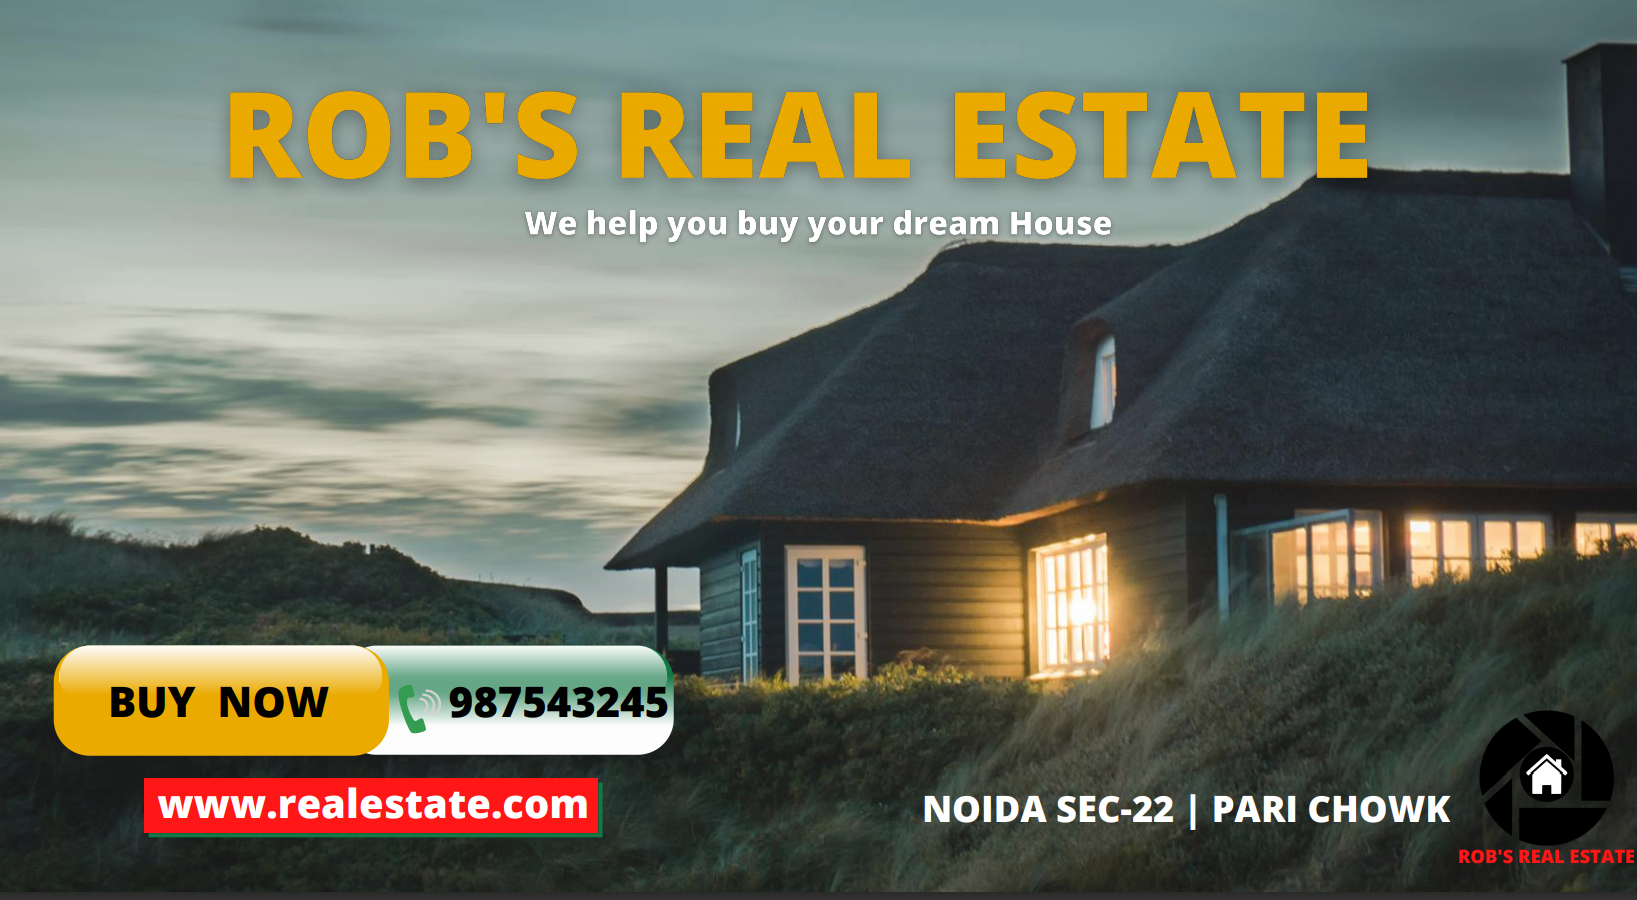 ROB'S REAL ESTATE
We help you buy your dream House
BUY NOW
987543245
www.realestate.com
NOIDA SEC-22 | PARI CHOWK
ROB'S REAL ESTATE